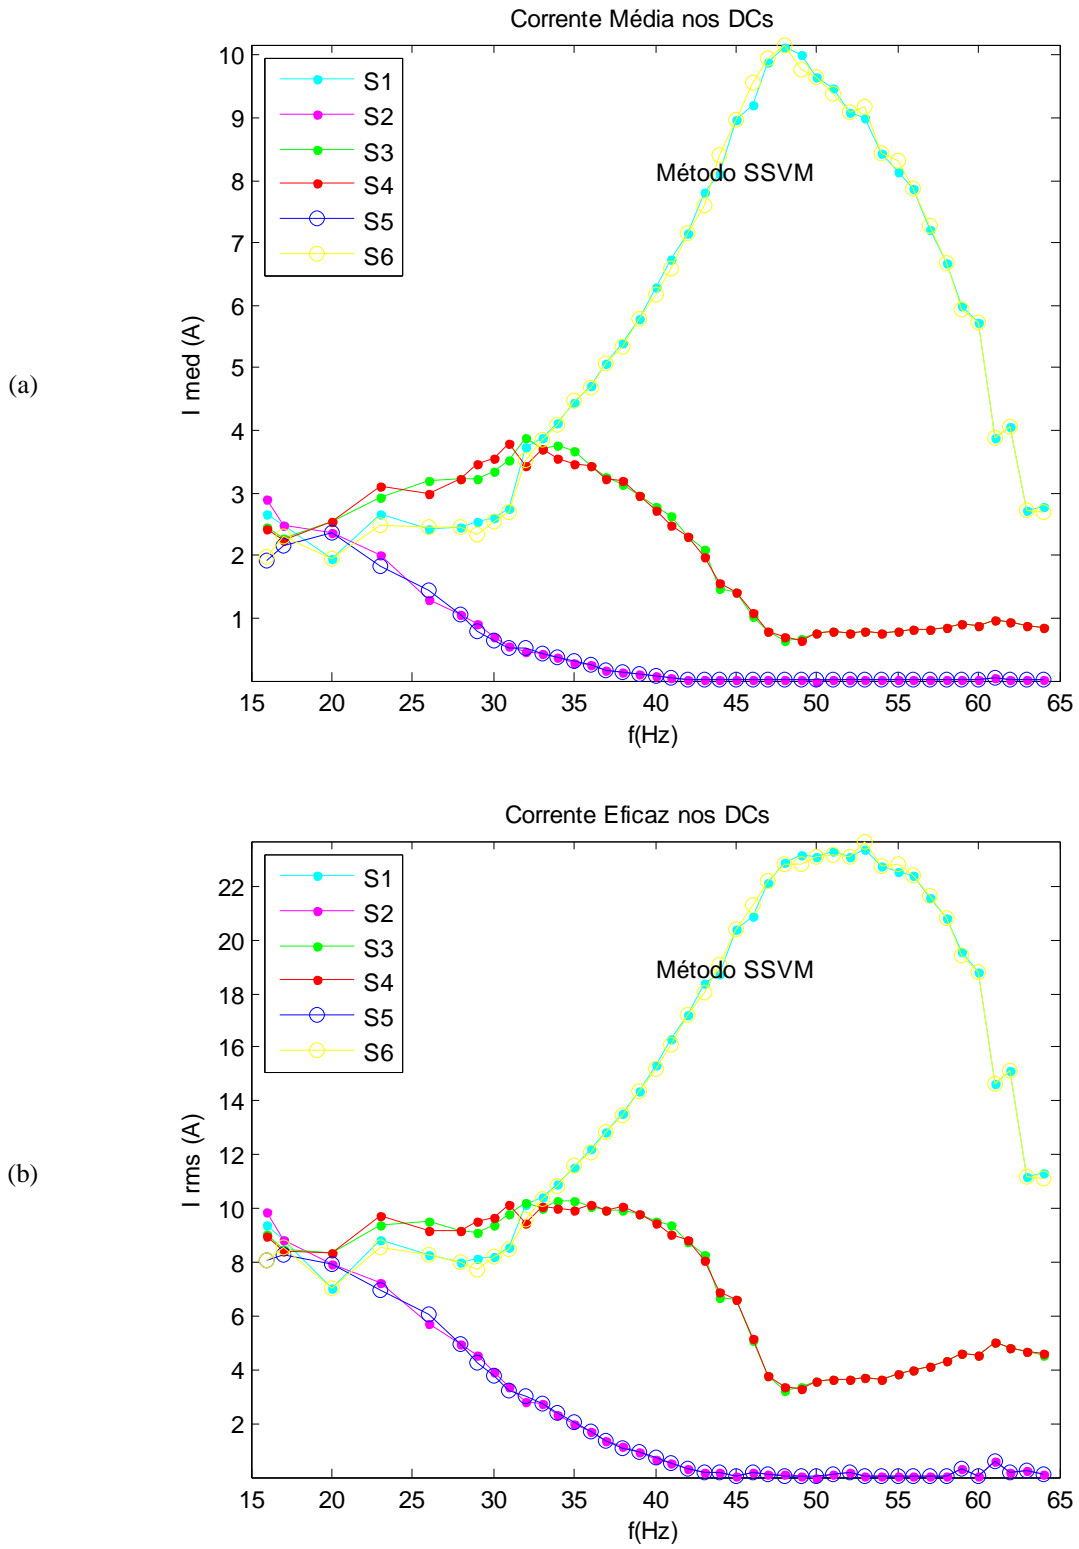 Corrente Média nos DCs
10
9
8
7
6
5
4
3
2
1
I med (A)
(a)
S1
S2
S3
S4
S5
S6
Método SSVM
15 20 25 30 35 40 45 50 55 60 65
f(Hz)
Corrente Eficaz nos DCs
22
20
18
16
14
12
10
8
6
4
2
I rms (A)
(b)
S1
S2
S3
S4
S5
S6
Método SSVM
15 20 25 30 35 40 45 50 55 60 65
f(Hz)